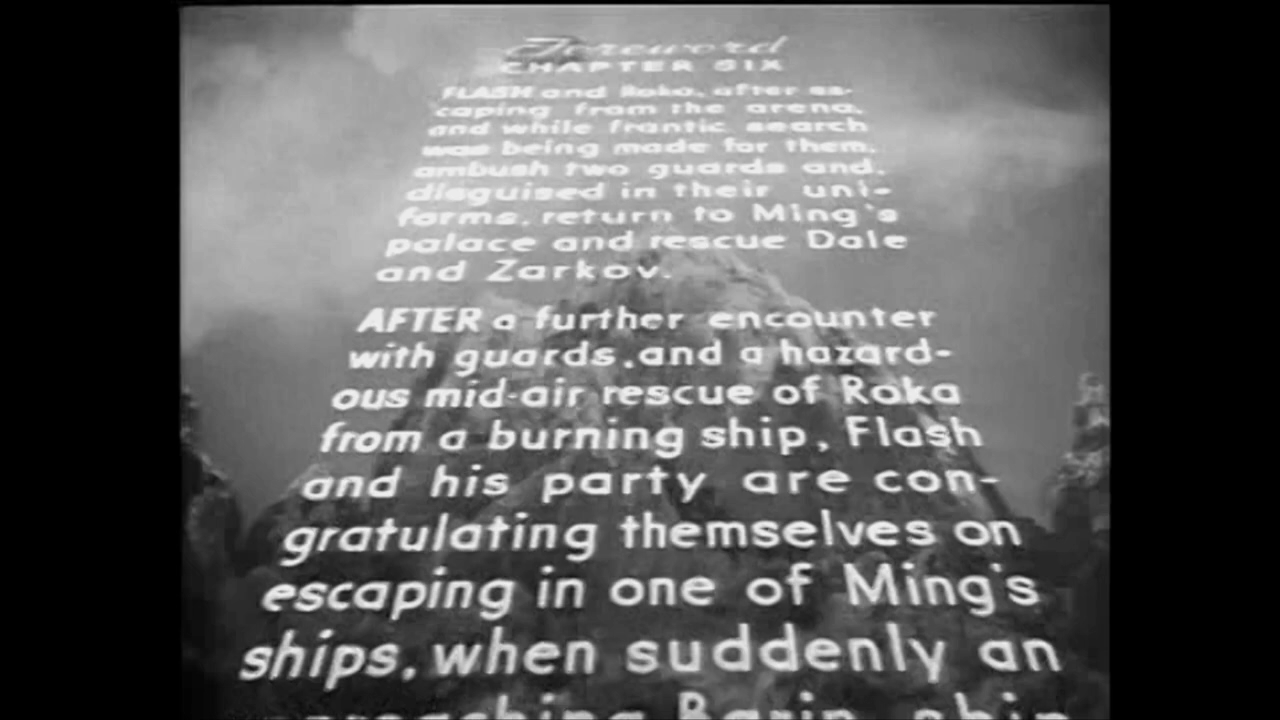 Foreword
CHAPTER SIX
FLASH and Roka, after es-
caping from the arena,
and while frantic search
was being made for them,
ambush two guards and,
disguised in their uni-
forms, return to Ming's
palace and rescue Dale
and Zarkov.
AFTER a further encounter
with guards, and a hazard-
ous mid-air rescue of Roka
from a burning ship, Flash
and his party are con-
gratulating themselves on
escaping in one of Ming's
ships, when suddenly an